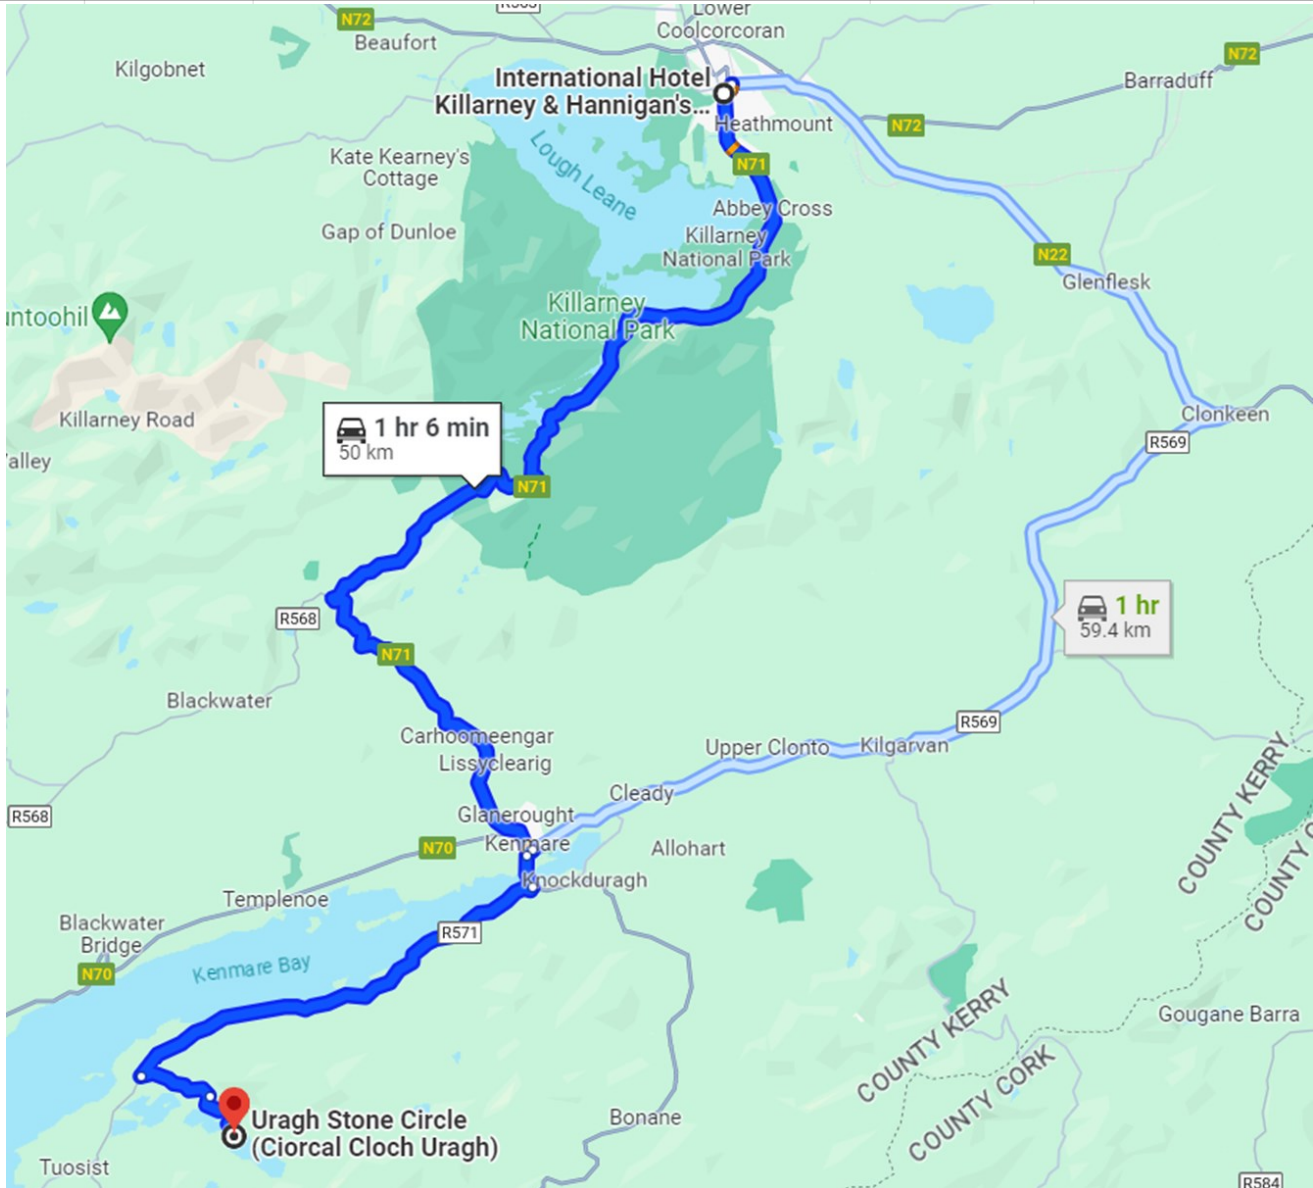 R563
Lower
Coolcorcoran
N72
Beaufort
N72
Kilgobnet
Barraduff
International Hotel
Killarney & Hannigan's...
Heathmount
N72
Lough Leane
Kate Kearney's
Cottage
N71
Abbey Cross
Gap of Dunloe
Killarney
National Park
N22
Glenflesk
Killarney
National Park
untoohil
Killarney Road
Clonkeen
R569
1 hr 6 min
50 km
alley
N71
R568
1 hr
59.4 km
N71
Blackwater
Carhoomeengar
Lissyclearig
R569
Upper Clonto
Kilgarvan
Cleady
R568
Glanerought
Kenmare
N70
Allohart
Knockduragh
COUNTY KERRY
COUNTY C
Templenoe
Blackwater
Bridge
R571
N70
Kenmare Bay
COUNTY KERRY
COUNTY CORK
Gougane Barra
Uragh Stone Circle
(Ciorcal Cloch Uragh)
Bonane
Tuosist
R584